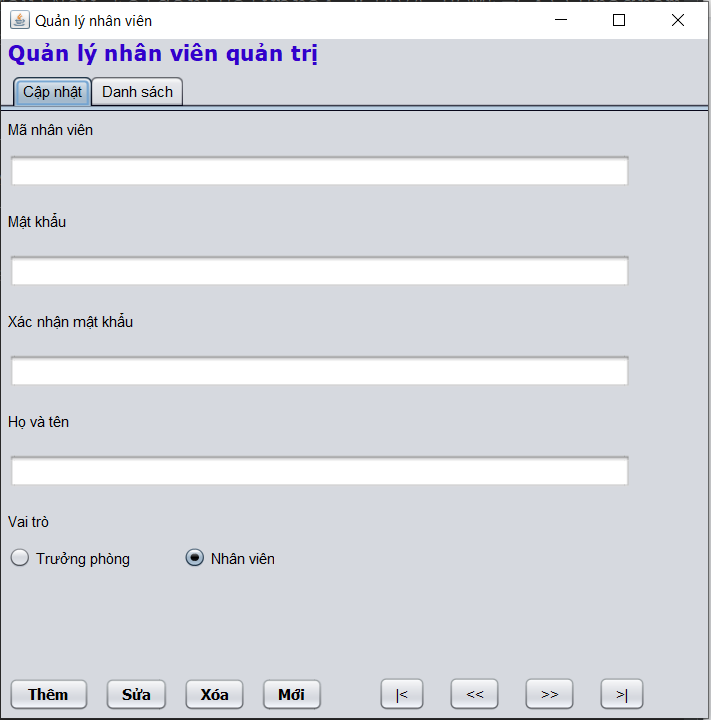 Quản lý nhân viên
Quản lý nhân viên quản trị
Cập nhật Danh sách
Mã nhân viên
Mật khẩu
Xác nhận mật khẩu
Họ và tên
Vai trò
Trưởng phòng Nhân viên
Thêm Sửa Xóa Mới |< << >> >|